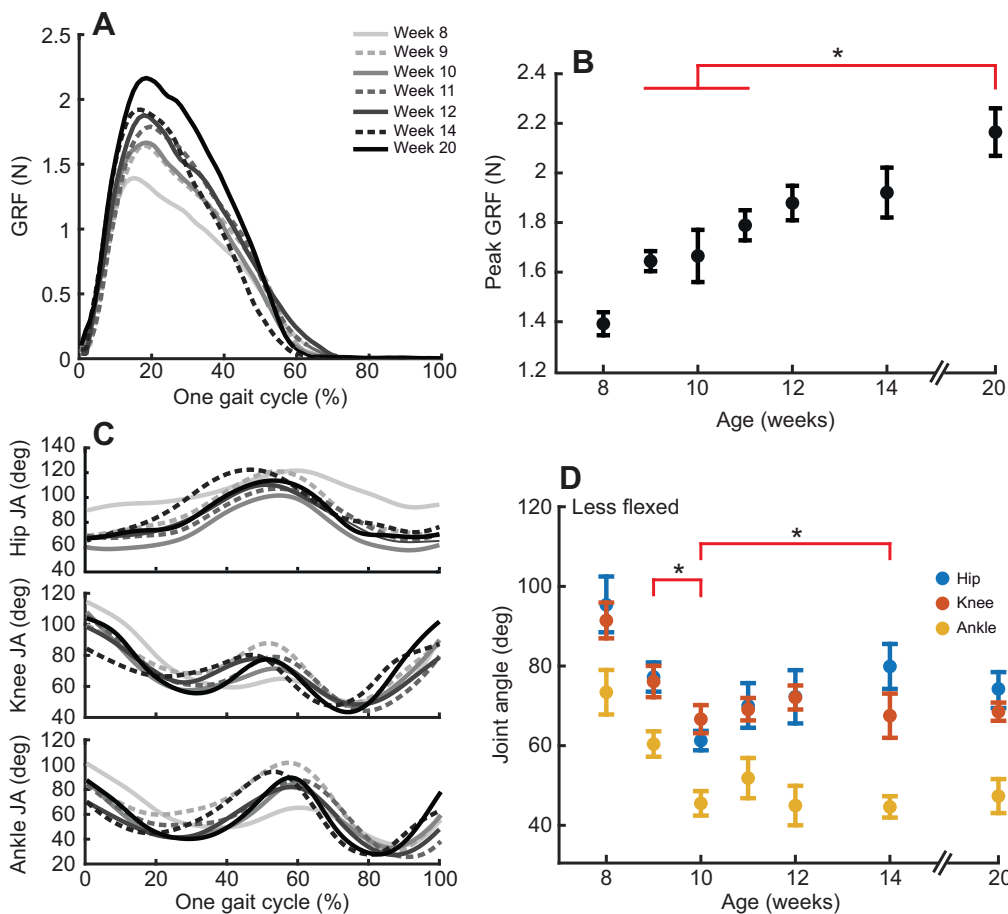 A
GRF (N)
2.5
2
1.5
1
0.5
0
Week 8
Week 9
Week 10
Week 11
Week 12
Week 14
Week 20
0 20 40 60 80 100
One gait cycle (%)
B
*
Peak GRF (N)
2.4
2.2
2
1.8
1.6
1.4
1.2
8 10 12 14 20
Age (weeks)
C
Hip JA (deg)
140
120
100
80
60
40
Knee JA (deg)
120
100
80
60
40
Ankle JA (deg)
120
100
80
60
40
20
0 20 40 60 80 100
One gait cycle (%)
D
Less flexed
* *
Joint angle (deg)
120
100
80
60
40
Hip
Knee
Ankle
8 10 12 14 20
Age (weeks)